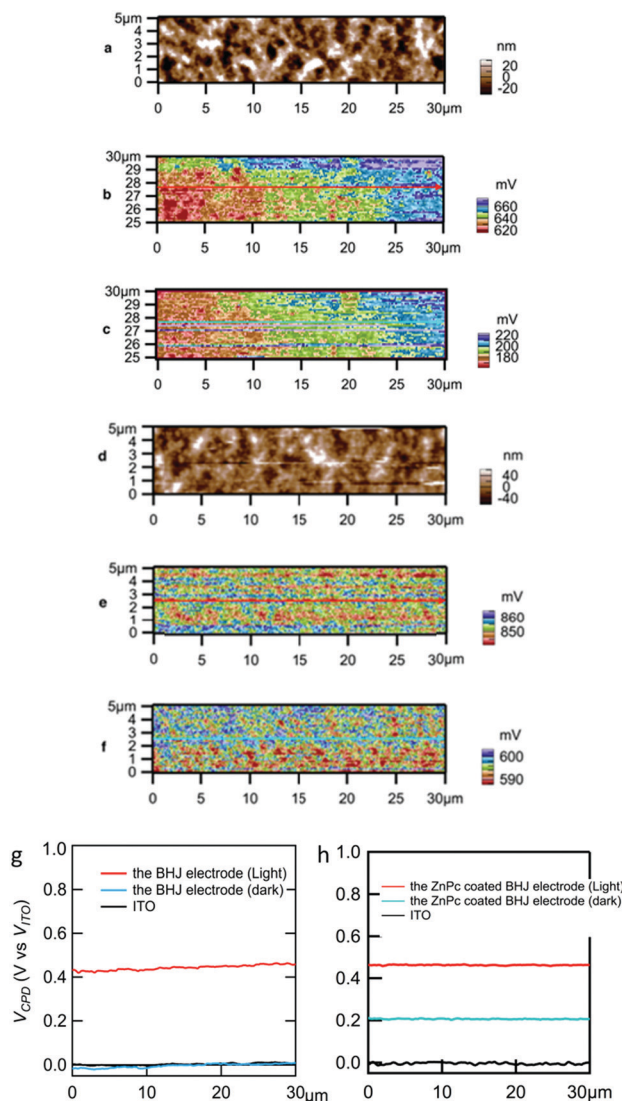 5μm
4
3
a
2
1
0
0 5 10 15 20 25 30μm
nm
20
0
-20
30μm
29
28
b
27
26
25
0 5 10 15 20 25 30μm
mV
660
640
620
30μm
29
28
c
27
26
25
0 5 10 15 20 25 30μm
mV
220
200
180
5μm
4
3
d
2
1
0
0 5 10 15 20 25 30μm
nm
40
0
-40
5μm
4
3
e
2
1
0
0 5 10 15 20 25 30μm
mV
860
850
5μm
4
3
f
2
1
0
0 5 10 15 20 25 30μm
mV
600
590
g
1.0
0.8
0.6
0.4
0.2
0.0
V_CPD (V vs V_ITO)
the BHJ electrode (Light)
the BHJ electrode (dark)
ITO
0 10 20 30μm
h
1.0
0.8
0.6
0.4
0.2
0.0
the ZnPc coated BHJ electrode (Light)
the ZnPc coated BHJ electrode (dark)
ITO
0 10 20 30μm